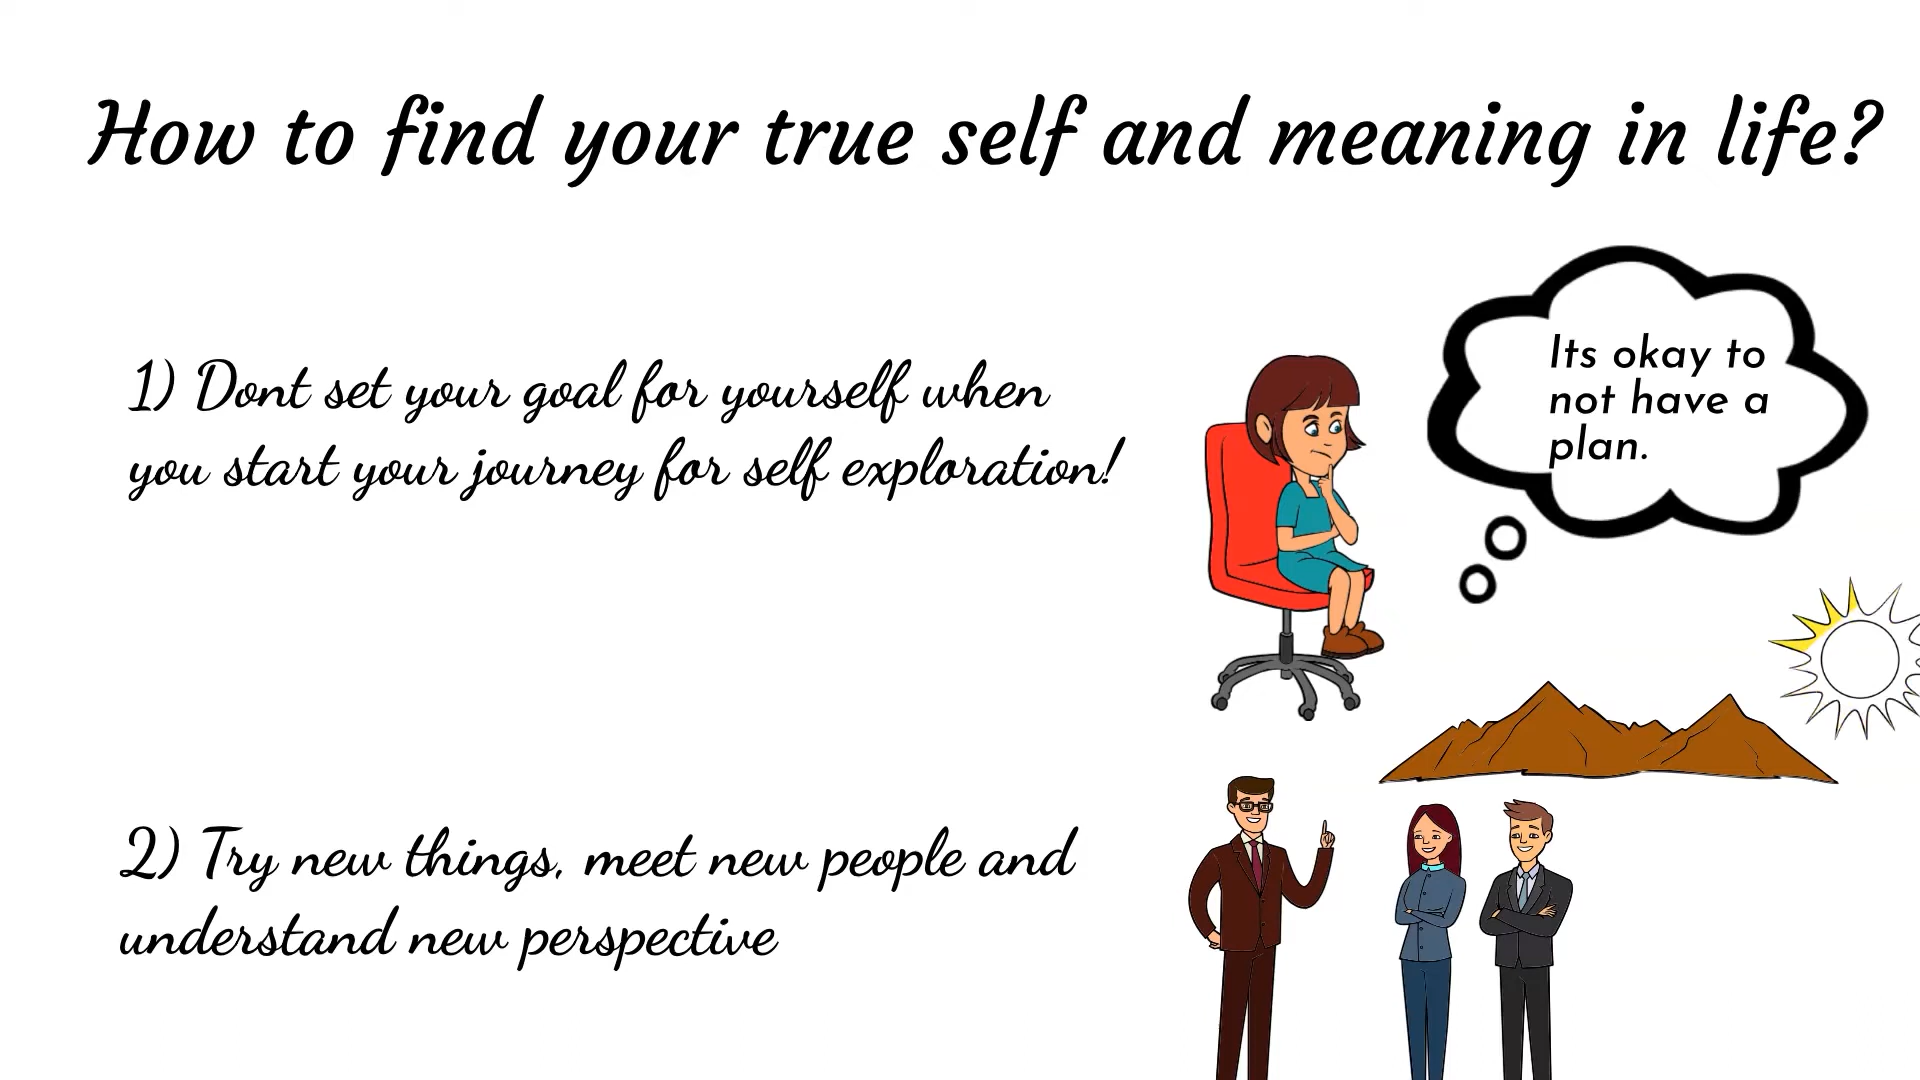 How to find your true self and meaning in life?
1) Dont set your goal for yourself when
you start your journey for self exploration!
Its okay to
not have a
plan.
2) Try new things, meet new people and
understand new perspective